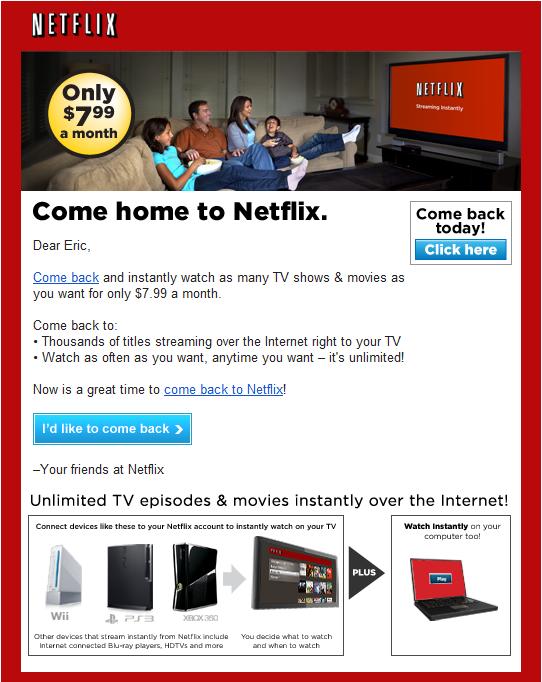 NETFLIX
Only
$7.99
a month
NETFLIX
Streaming Instantly
Come home to Netflix.
Come back
today!
Click here
Dear Eric,
Come back and instantly watch as many TV shows & movies as
you want for only $7.99 a month.
Come back to:
• Thousands of titles streaming over the Internet right to your TV
• Watch as often as you want, anytime you want – it's unlimited!
Now is a great time to come back to Netflix!
I'd like to come back
–Your friends at Netflix
Unlimited TV episodes & movies instantly over the Internet!
Connect devices like these to your Netflix account to instantly watch on your TV
Wii
PS3
XBOX 360
Other devices that stream instantly from Netflix include
Internet connected Blu-ray players, HDTVs and more
You decide what to watch
and when to watch
PLUS
Watch Instantly on your
computer too!
Play